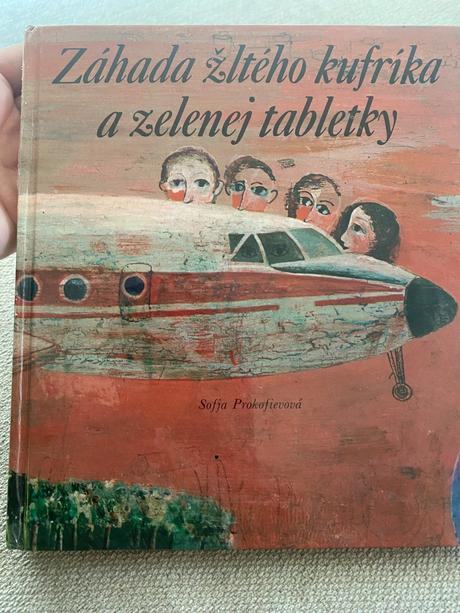 Záhada žltého kufríka
a zelenej tabletky
Sofja Prokofievová